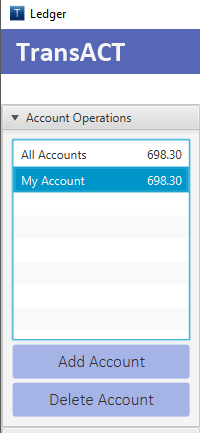 Ledger
TransACT
Account Operations
All Accounts 698.30
My Account 698.30
Add Account
Delete Account